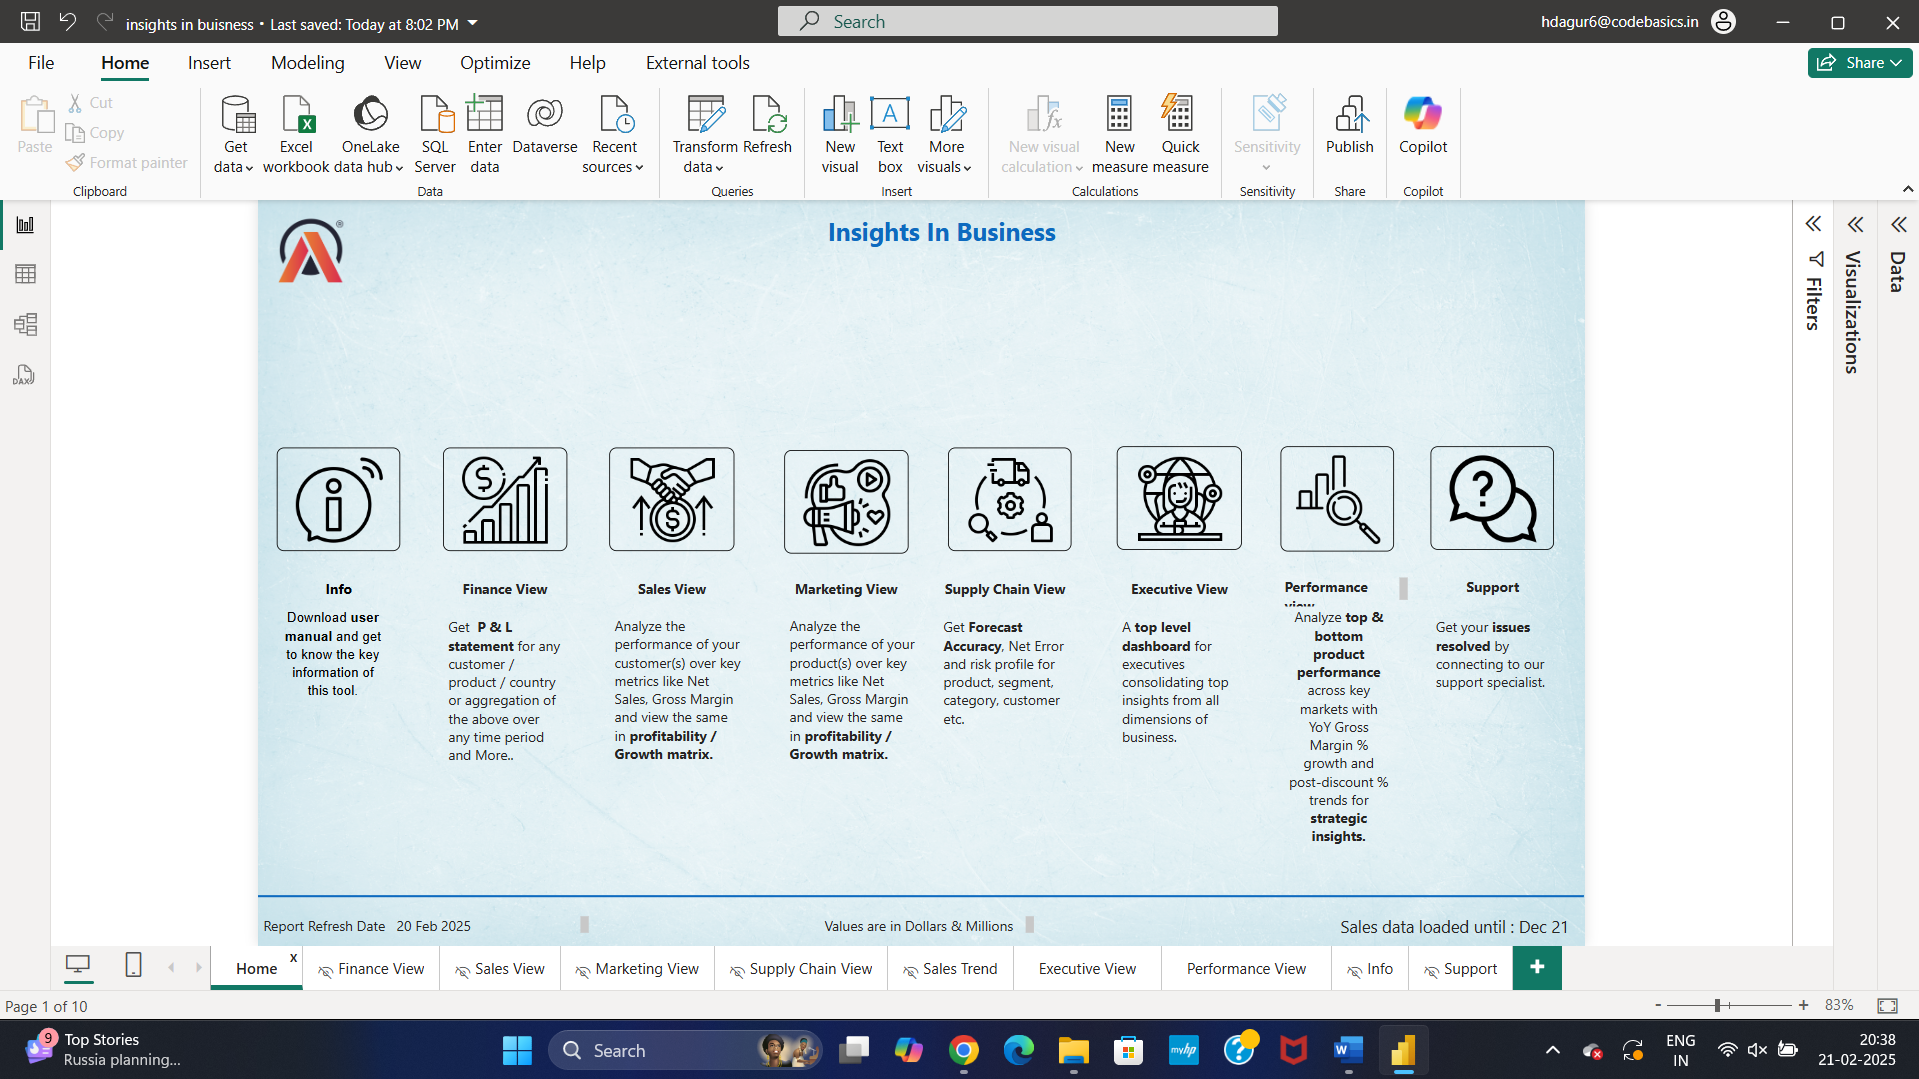 insights in buisness • Last saved: Today at 8:02 PM
Search
hdagur6@codebasics.in
File
Home
Insert
Modeling
View
Optimize
Help
External tools
Share
Paste
Cut
Copy
Format painter
Clipboard
Get data
Excel workbook
OneLake data hub
SQL Server
Enter data
Dataverse
Recent sources
Data
Transform data
Refresh
Queries
New visual
Text box
More visuals
Insert
New visual calculation
New measure
Quick measure
Calculations
Sensitivity
Sensitivity
Publish
Share
Copilot
Copilot
DAX
Filters
Visualizations
Data
Insights In Business
Info
Download user
manual and get
to know the key
information of
this tool.
Finance View
Get P & L
statement for any
customer /
product / country
or aggregation of
the above over
any time period
and More..
Sales View
Analyze the
performance of your
customer(s) over key
metrics like Net
Sales, Gross Margin
and view the same
in profitability /
Growth matrix.
Marketing View
Analyze the
performance of your
product(s) over key
metrics like Net
Sales, Gross Margin
and view the same
in profitability /
Growth matrix.
Supply Chain View
Get Forecast
Accuracy, Net Error
and risk profile for
product, segment,
category, customer
etc.
Executive View
A top level
dashboard for
executives
consolidating top
insights from all
dimensions of
business.
Performance
view
Analyze top &
bottom
product
performance
across key
markets with
YoY Gross
Margin %
growth and
post-discount %
trends for
strategic
insights.
Support
Get your issues
resolved by
connecting to our
support specialist.
Report Refresh Date 20 Feb 2025
Values are in Dollars & Millions
Sales data loaded until : Dec 21
Home
X
Finance View
Sales View
Marketing View
Supply Chain View
Sales Trend
Executive View
Performance View
Info
Support
Page 1 of 10
83%
9
Top Stories
Russia planning...
Search
myhp
ENG
IN
20:38
21-02-2025